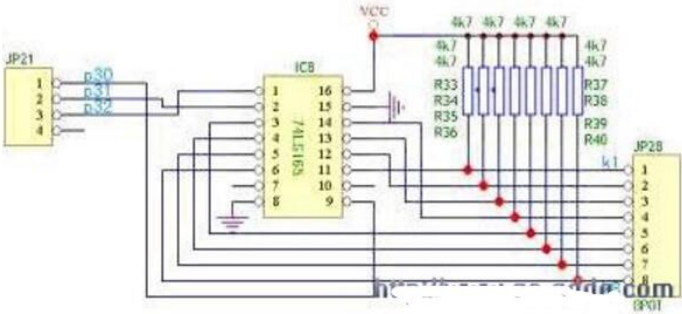 VCC
4k7 4k7 4k7 4k7
4k7 4k7
4k7 4k7
JP21
1 p30
2 p31
3 p32
4
IC8
74LS165
1 16
2 15
3 14
4 13
5 12
6 11
7 10
8 9
R33 R37
R34 R38
R35 R39
R36 R40
JP28
k1 1
2
3
4
5
6
7
8